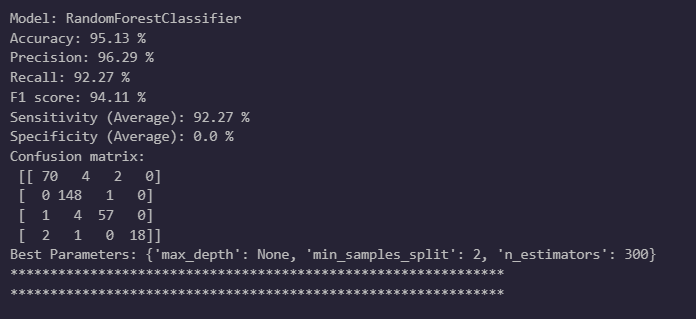 Model: RandomForestClassifier
Accuracy: 95.13 %
Precision: 96.29 %
Recall: 92.27 %
F1 score: 94.11 %
Sensitivity (Average): 92.27 %
Specificity (Average): 0.0 %
Confusion matrix:
[[ 70   4   2   0]
[  0 148   1   0]
[  1   4  57   0]
[  2   1   0  18]]
Best Parameters: {'max_depth': None, 'min_samples_split': 2, 'n_estimators': 300}
**************************************************************
**************************************************************